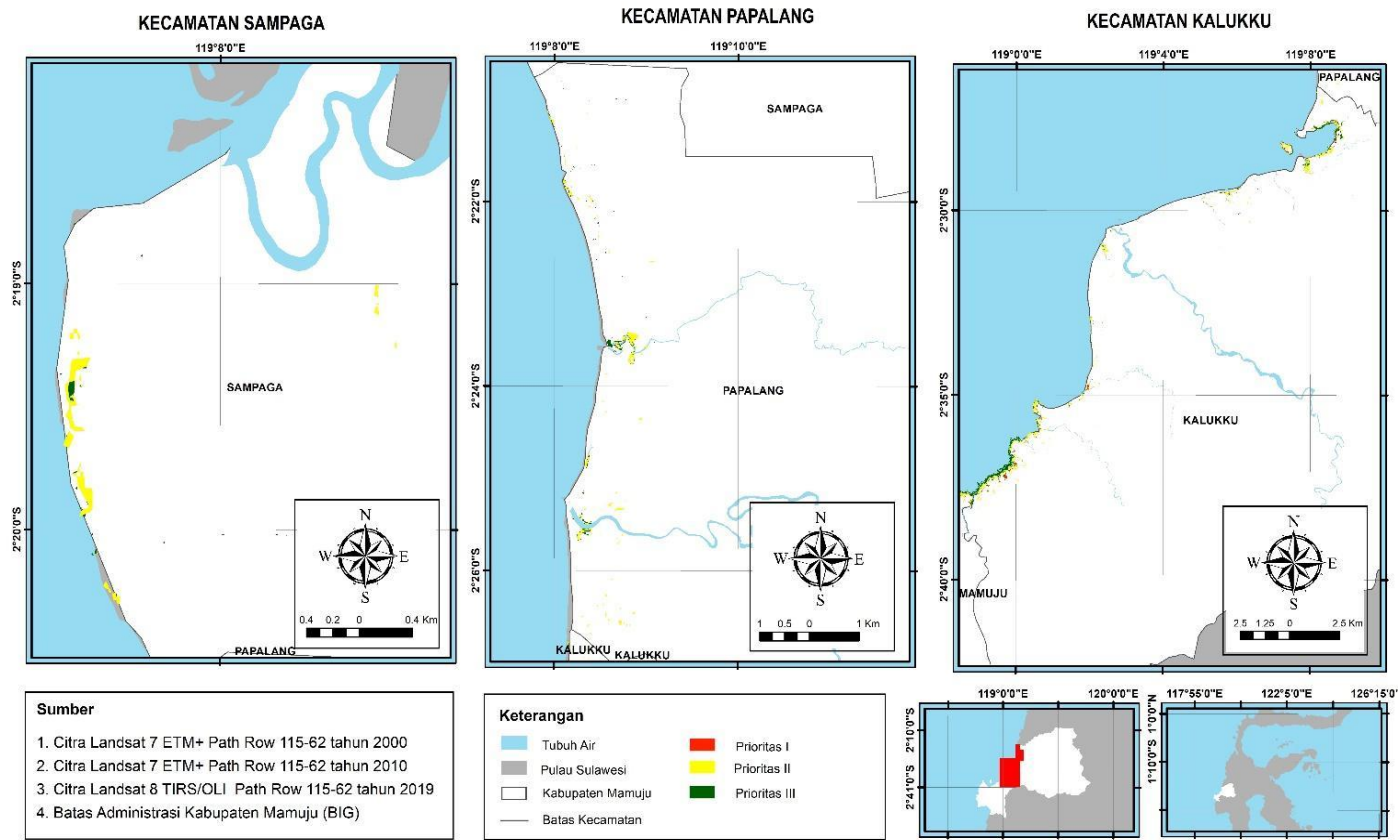 KECAMATAN SAMPAGA
119°8'0"E
2°19'0"S
2°20'0"S
SAMPAGA
PAPALANG
N
W
E
S
0.4 0.2 0 0.4 Km
KECAMATAN PAPALANG
119°8'0"E 119°10'0"E
2°22'0"S
2°24'0"S
2°26'0"S
SAMPAGA
PAPALANG
KALUKKU
KALUKKU
N
W
E
S
1 0.5 0 1 Km
KECAMATAN KALUKKU
119°0'0"E 119°4'0"E 119°8'0"E
2°30'0"S
2°35'0"S
2°40'0"S
PAPALANG
KALUKKU
MAMUJU
N
W
E
S
2.5 1.25 0 2.5 Km
Sumber
1. Citra Landsat 7 ETM+ Path Row 115-62 tahun 2000
2. Citra Landsat 7 ETM+ Path Row 115-62 tahun 2010
3. Citra Landsat 8 TIRS/OLI Path Row 115-62 tahun 2019
4. Batas Administrasi Kabupaten Mamuju (BIG)
Keterangan
Tubuh Air
Pulau Sulawesi
Kabupaten Mamuju
Batas Kecamatan
Prioritas I
Prioritas II
Prioritas III
119°0'0"E 120°0'0"E
2°10'0"S
2°41'0"S
117°55'0"E 122°5'0"E 126°15'0"
1°0'0"N
1°10'0"S